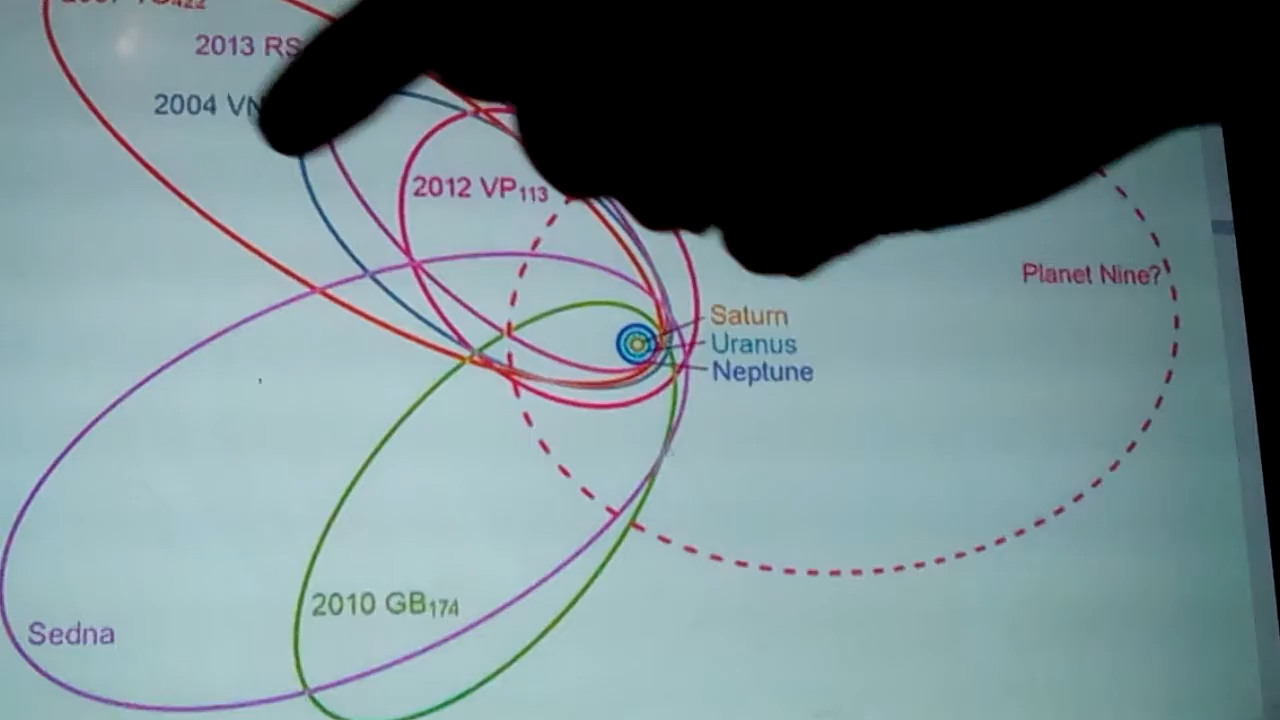 2013 RS
2004 VN
2012 VP113
Planet Nine?
Saturn
Uranus
Neptune
2010 GB174
Sedna